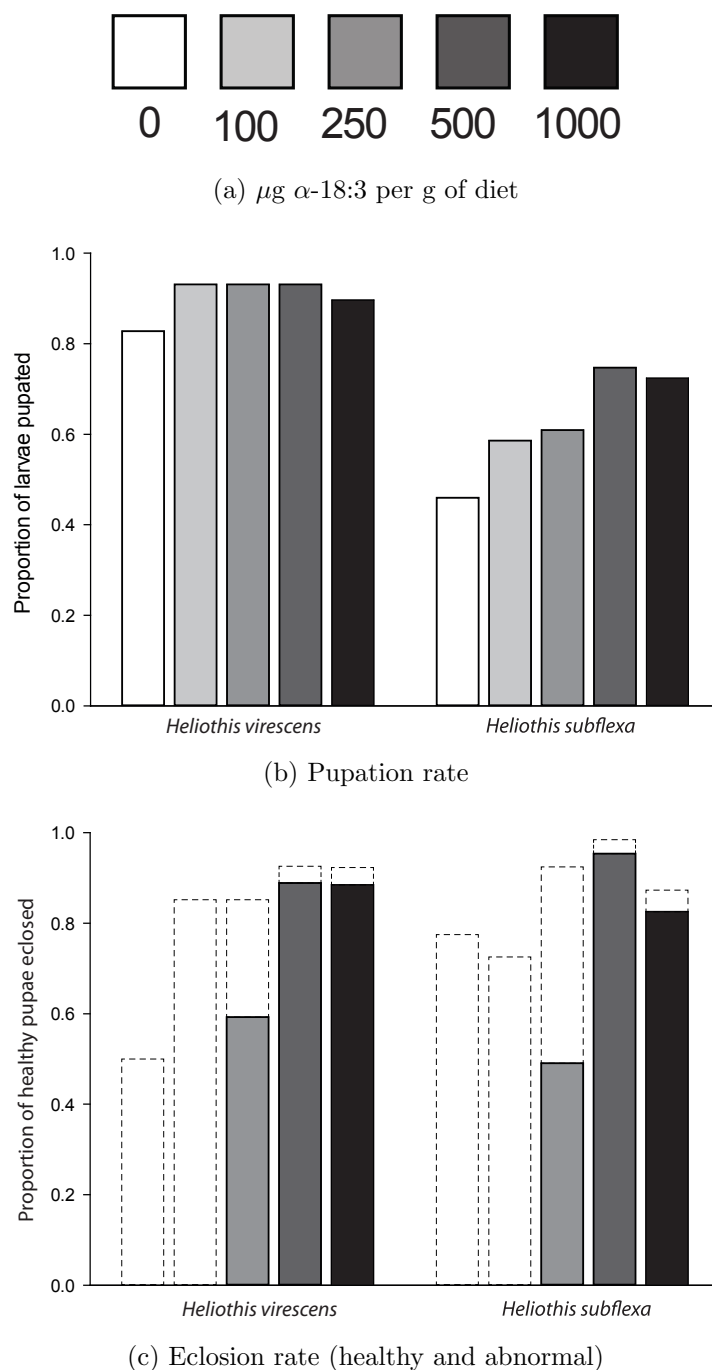 0 100 250 500 1000
(a) μg α-18:3 per g of diet
Proportion of larvae pupated
1.0
0.8
0.6
0.4
0.2
0.0
Heliothis virescens Heliothis subflexa
(b) Pupation rate
Proportion of healthy pupae eclosed
1.0
0.8
0.6
0.4
0.2
0.0
Heliothis virescens Heliothis subflexa
(c) Eclosion rate (healthy and abnormal)